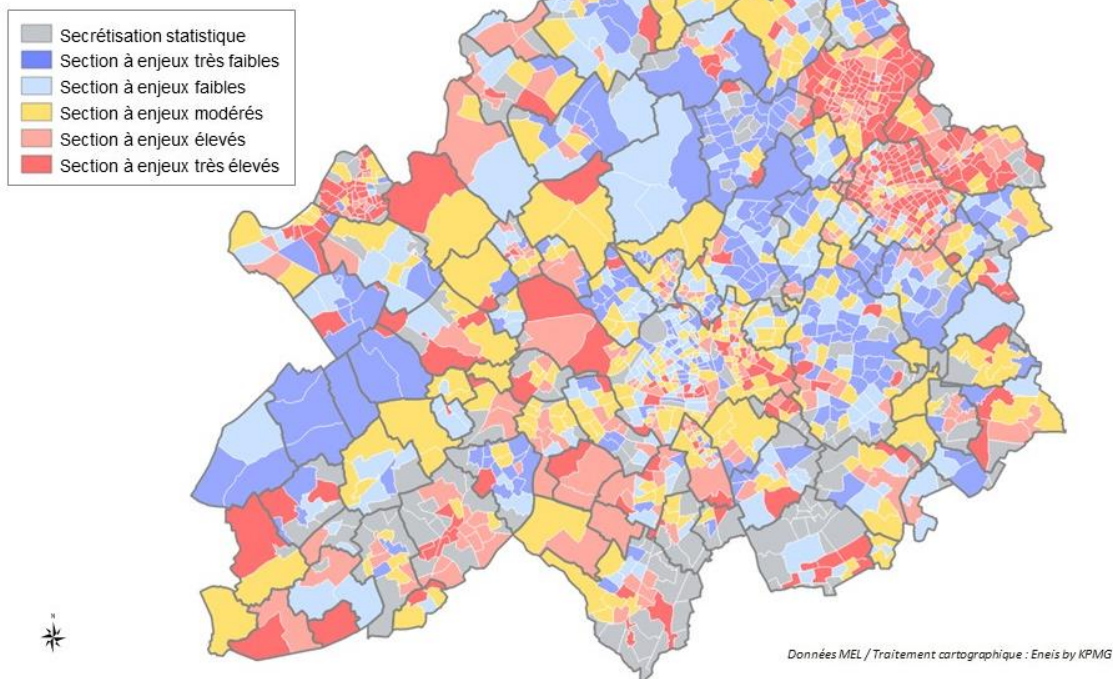 Secrétisation statistique
Section à enjeux très faibles
Section à enjeux faibles
Section à enjeux modérés
Section à enjeux élevés
Section à enjeux très élevés
N
Données MEL / Traitement cartographique : Eneis by KPMG